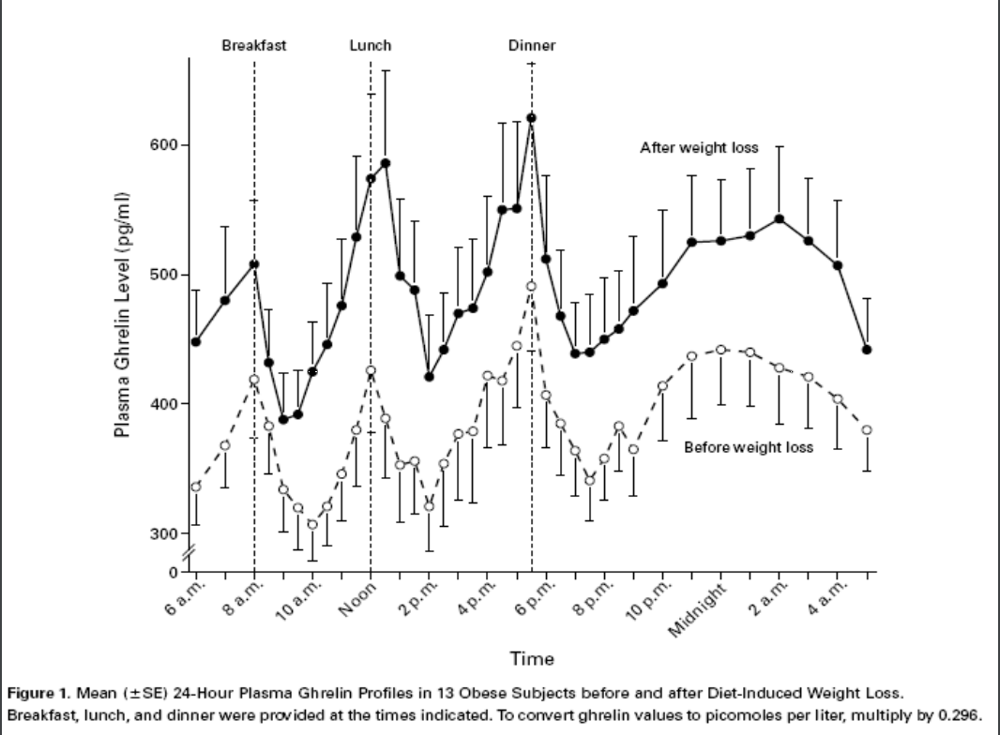 Breakfast Lunch Dinner
After weight loss
600
500
400
300
0
Plasma Ghrelin Level (pg/ml)
Before weight loss
6 a.m. 8 a.m. 10 a.m. Noon 2 p.m. 4 p.m. 6 p.m. 8 p.m. 10 p.m. Midnight 2 a.m. 4 a.m.
Time
Figure 1. Mean (±SE) 24-Hour Plasma Ghrelin Profiles in 13 Obese Subjects before and after Diet-Induced Weight Loss.
Breakfast, lunch, and dinner were provided at the times indicated. To convert ghrelin values to picomoles per liter, multiply by 0.296.